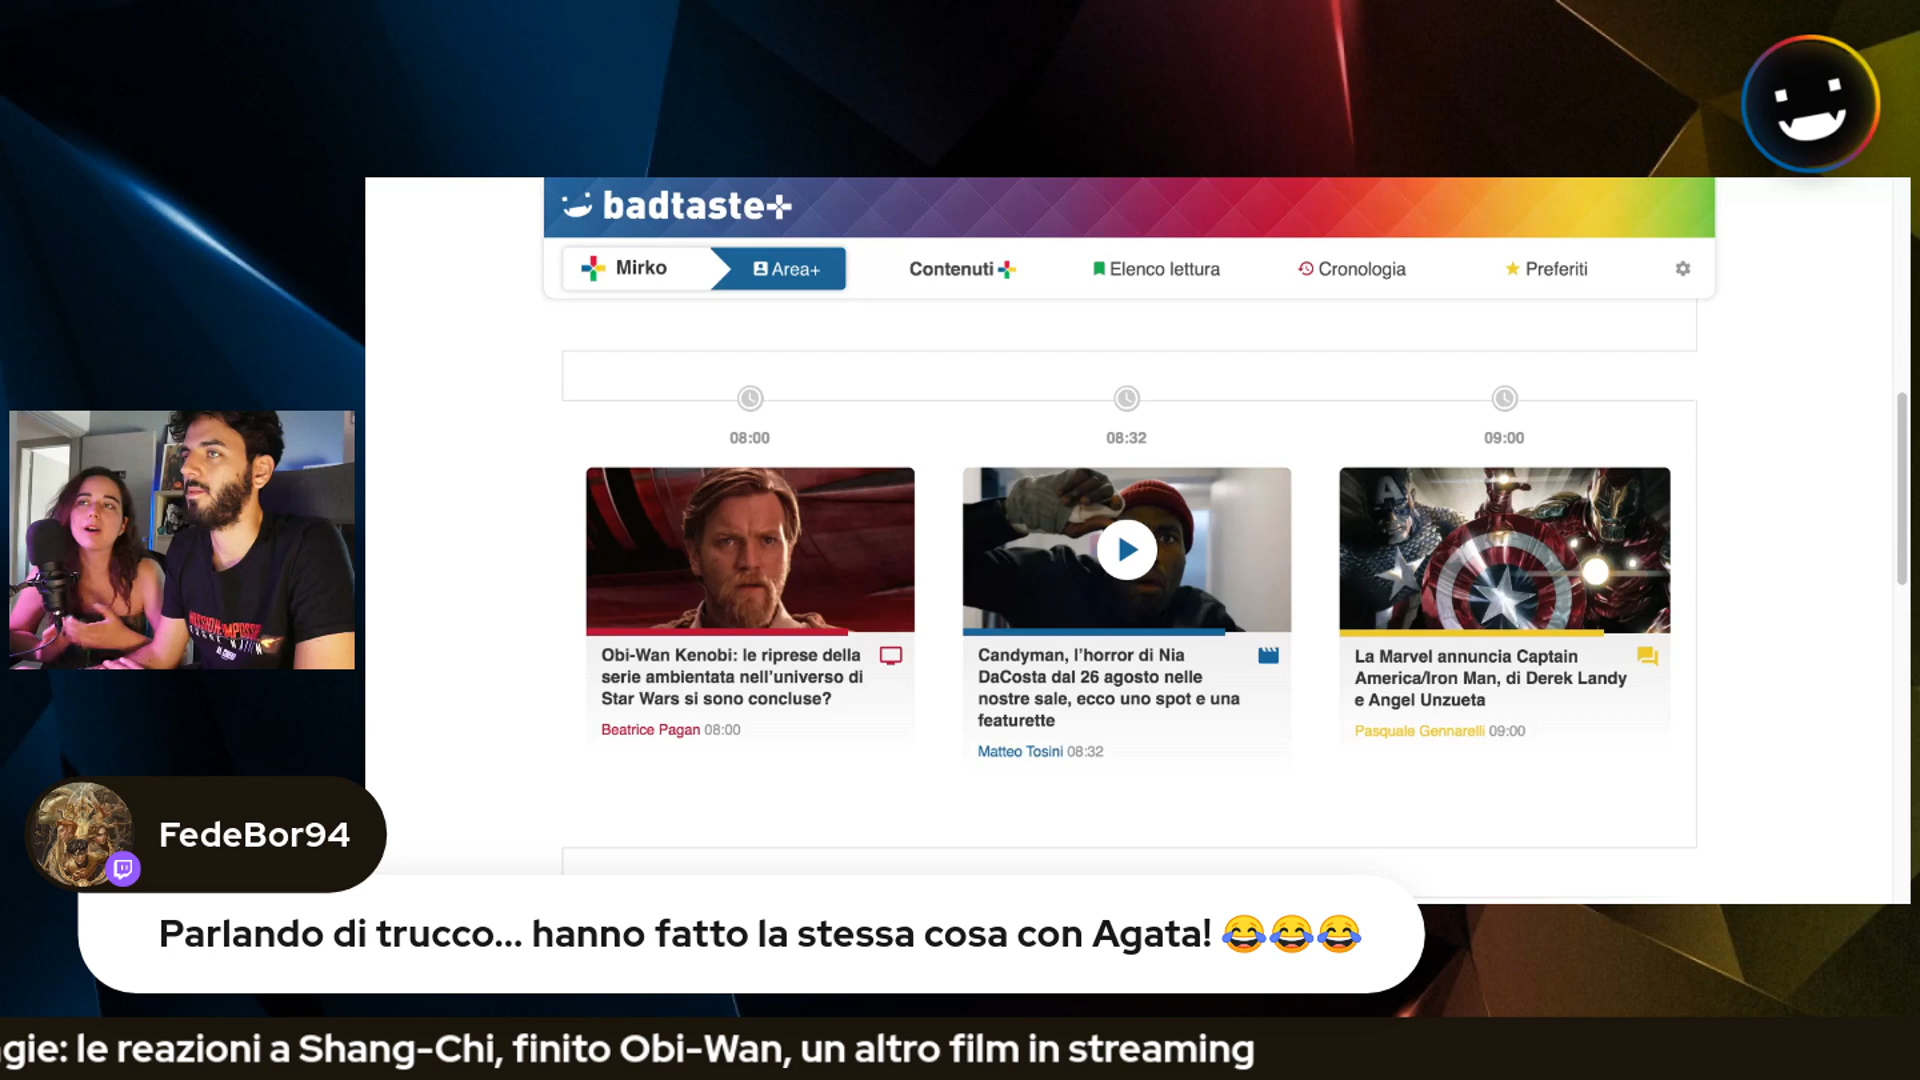 badtaste+
Mirko
Area+
Contenuti
Elenco lettura
Cronologia
Preferiti
08:00
08:32
09:00
Obi-Wan Kenobi: le riprese della
serie ambientata nell'universo di
Star Wars si sono concluse?
Beatrice Pagan 08:00
Candyman, l'horror di Nia
DaCosta dal 26 agosto nelle
nostre sale, ecco uno spot e una
featurette
Matteo Tosini 08:32
La Marvel annuncia Captain
America/Iron Man, di Derek Landy
e Angel Unzueta
Pasquale Gennarelli 09:00
FedeBor94
Parlando di trucco... hanno fatto la stessa cosa con Agata! 😂😂😂
gie: le reazioni a Shang-Chi, finito Obi-Wan, un altro film in streaming